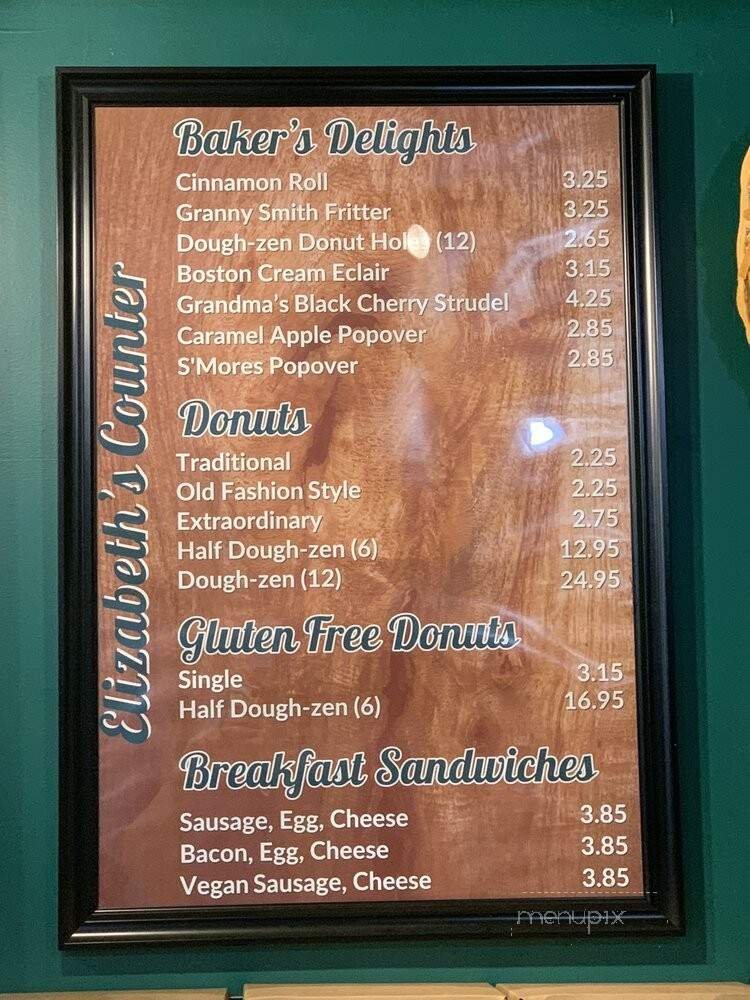 Elizabeth's Counter
Baker's Delights
Cinnamon Roll 3.25
Granny Smith Fritter 3.25
Dough-zen Donut Holes (12) 2.65
Boston Cream Eclair 3.15
Grandma's Black Cherry Strudel 4.25
Caramel Apple Popover 2.85
S'Mores Popover 2.85
Donuts
Traditional 2.25
Old Fashion Style 2.25
Extraordinary 2.75
Half Dough-zen (6) 12.95
Dough-zen (12) 24.95
Gluten Free Donuts
Single 3.15
Half Dough-zen (6) 16.95
Breakfast Sandwiches
Sausage, Egg, Cheese 3.85
Bacon, Egg, Cheese 3.85
Vegan Sausage, Cheese 3.85
menupix